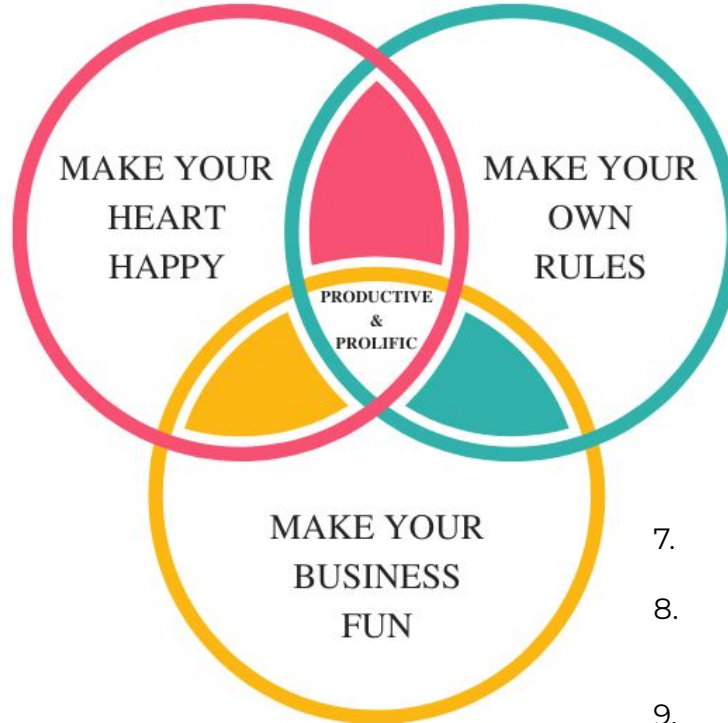 MAKE YOUR
HEART
HAPPY
MAKE YOUR
OWN
RULES
PRODUCTIVE
&
PROLIFIC
MAKE YOUR
BUSINESS
FUN
7.
8.
9.